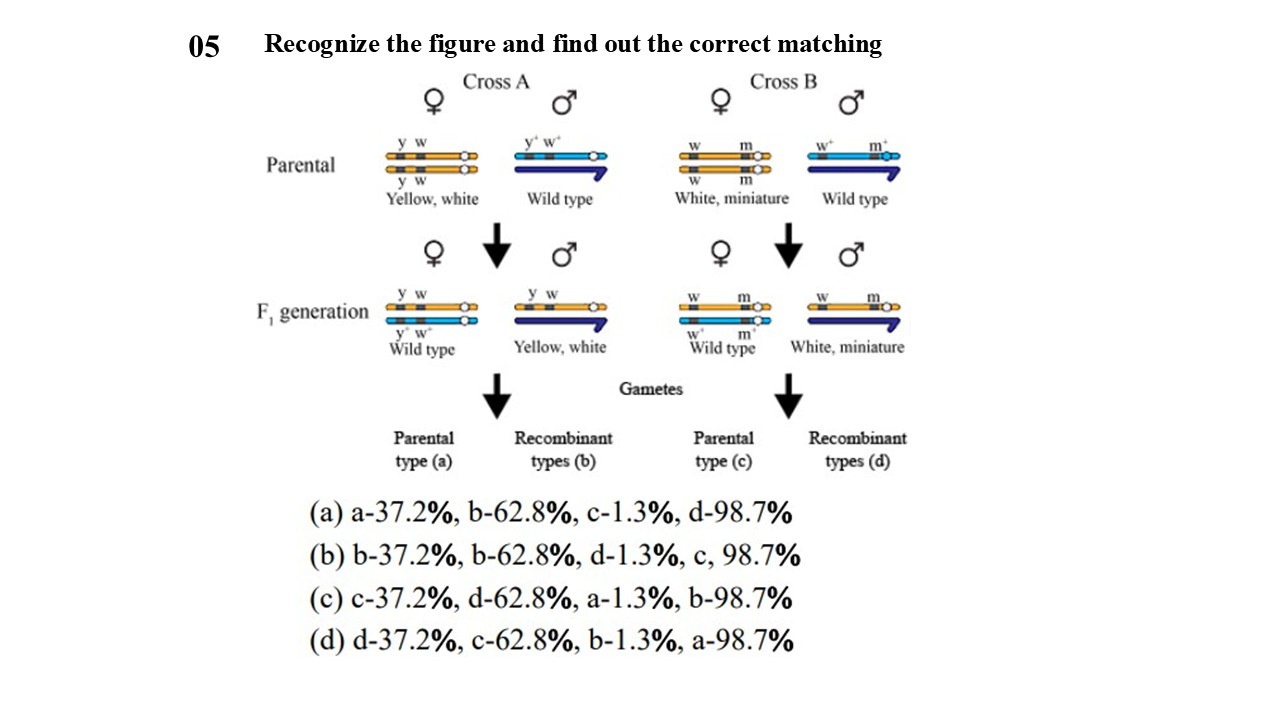 05 Recognize the figure and find out the correct matching
Cross A Cross B
♀ ♂ ♀ ♂
y w y⁺ w⁺ w m w⁺ m⁺
Parental
y w w m
Yellow, white Wild type White, miniature Wild type
♀ ♂ ♀ ♂
y w y w w m w m
F₁ generation
y⁺ w⁺ w⁺ m⁺
Wild type Yellow, white Wild type White, miniature
Gametes
Parental Recombinant Parental Recombinant
type (a) types (b) type (c) types (d)
(a) a-37.2%, b-62.8%, c-1.3%, d-98.7%
(b) b-37.2%, b-62.8%, d-1.3%, c, 98.7%
(c) c-37.2%, d-62.8%, a-1.3%, b-98.7%
(d) d-37.2%, c-62.8%, b-1.3%, a-98.7%